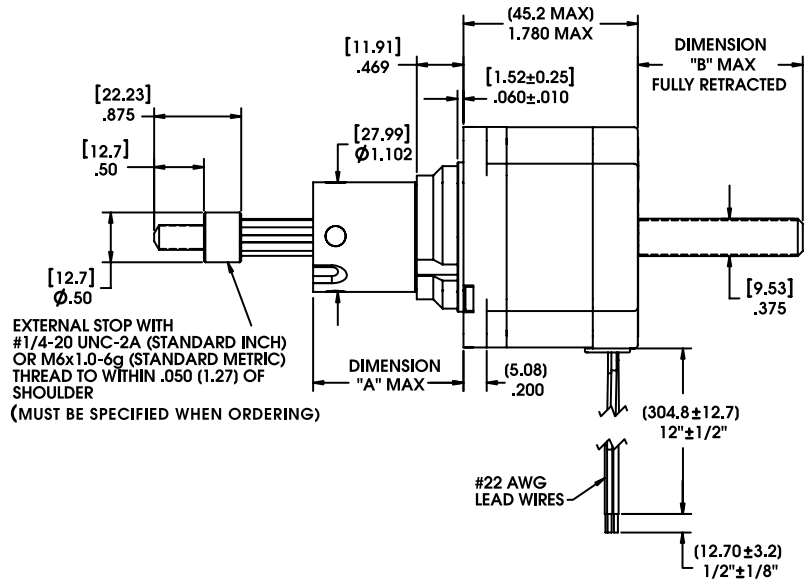 (45.2 MAX)
1.780 MAX
DIMENSION
"B" MAX
FULLY RETRACTED
[11.91]
.469
[1.52±0.25]
.060±.010
[22.23]
.875
[27.99]
Ø1.102
[12.7]
.50
[12.7]
Ø.50
[9.53]
.375
EXTERNAL STOP WITH
#1/4-20 UNC-2A (STANDARD INCH)
OR M6x1.0-6g (STANDARD METRIC)
THREAD TO WITHIN .050 (1.27) OF
SHOULDER
(MUST BE SPECIFIED WHEN ORDERING)
DIMENSION
"A" MAX
(5.08)
.200
(304.8±12.7)
12"±1/2"
#22 AWG
LEAD WIRES
(12.70±3.2)
1/2"±1/8"